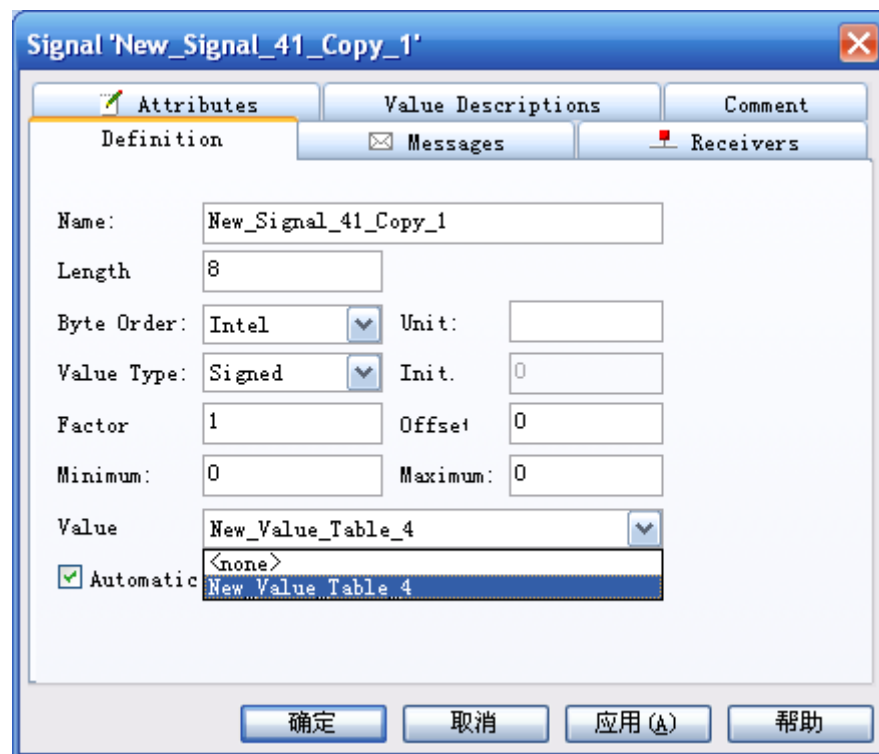 Signal 'New_Signal_41_Copy_1'
Attributes Value Descriptions Comment
Definition Messages Receivers
Name: New_Signal_41_Copy_1
Length 8
Byte Order: Intel Unit:
Value Type: Signed Init. 0
Factor 1 Offset 0
Minimum: 0 Maximum: 0
Value New_Value_Table_4
<none>
Automatic New_Value_Table_4
确定 取消 应用(A) 帮助